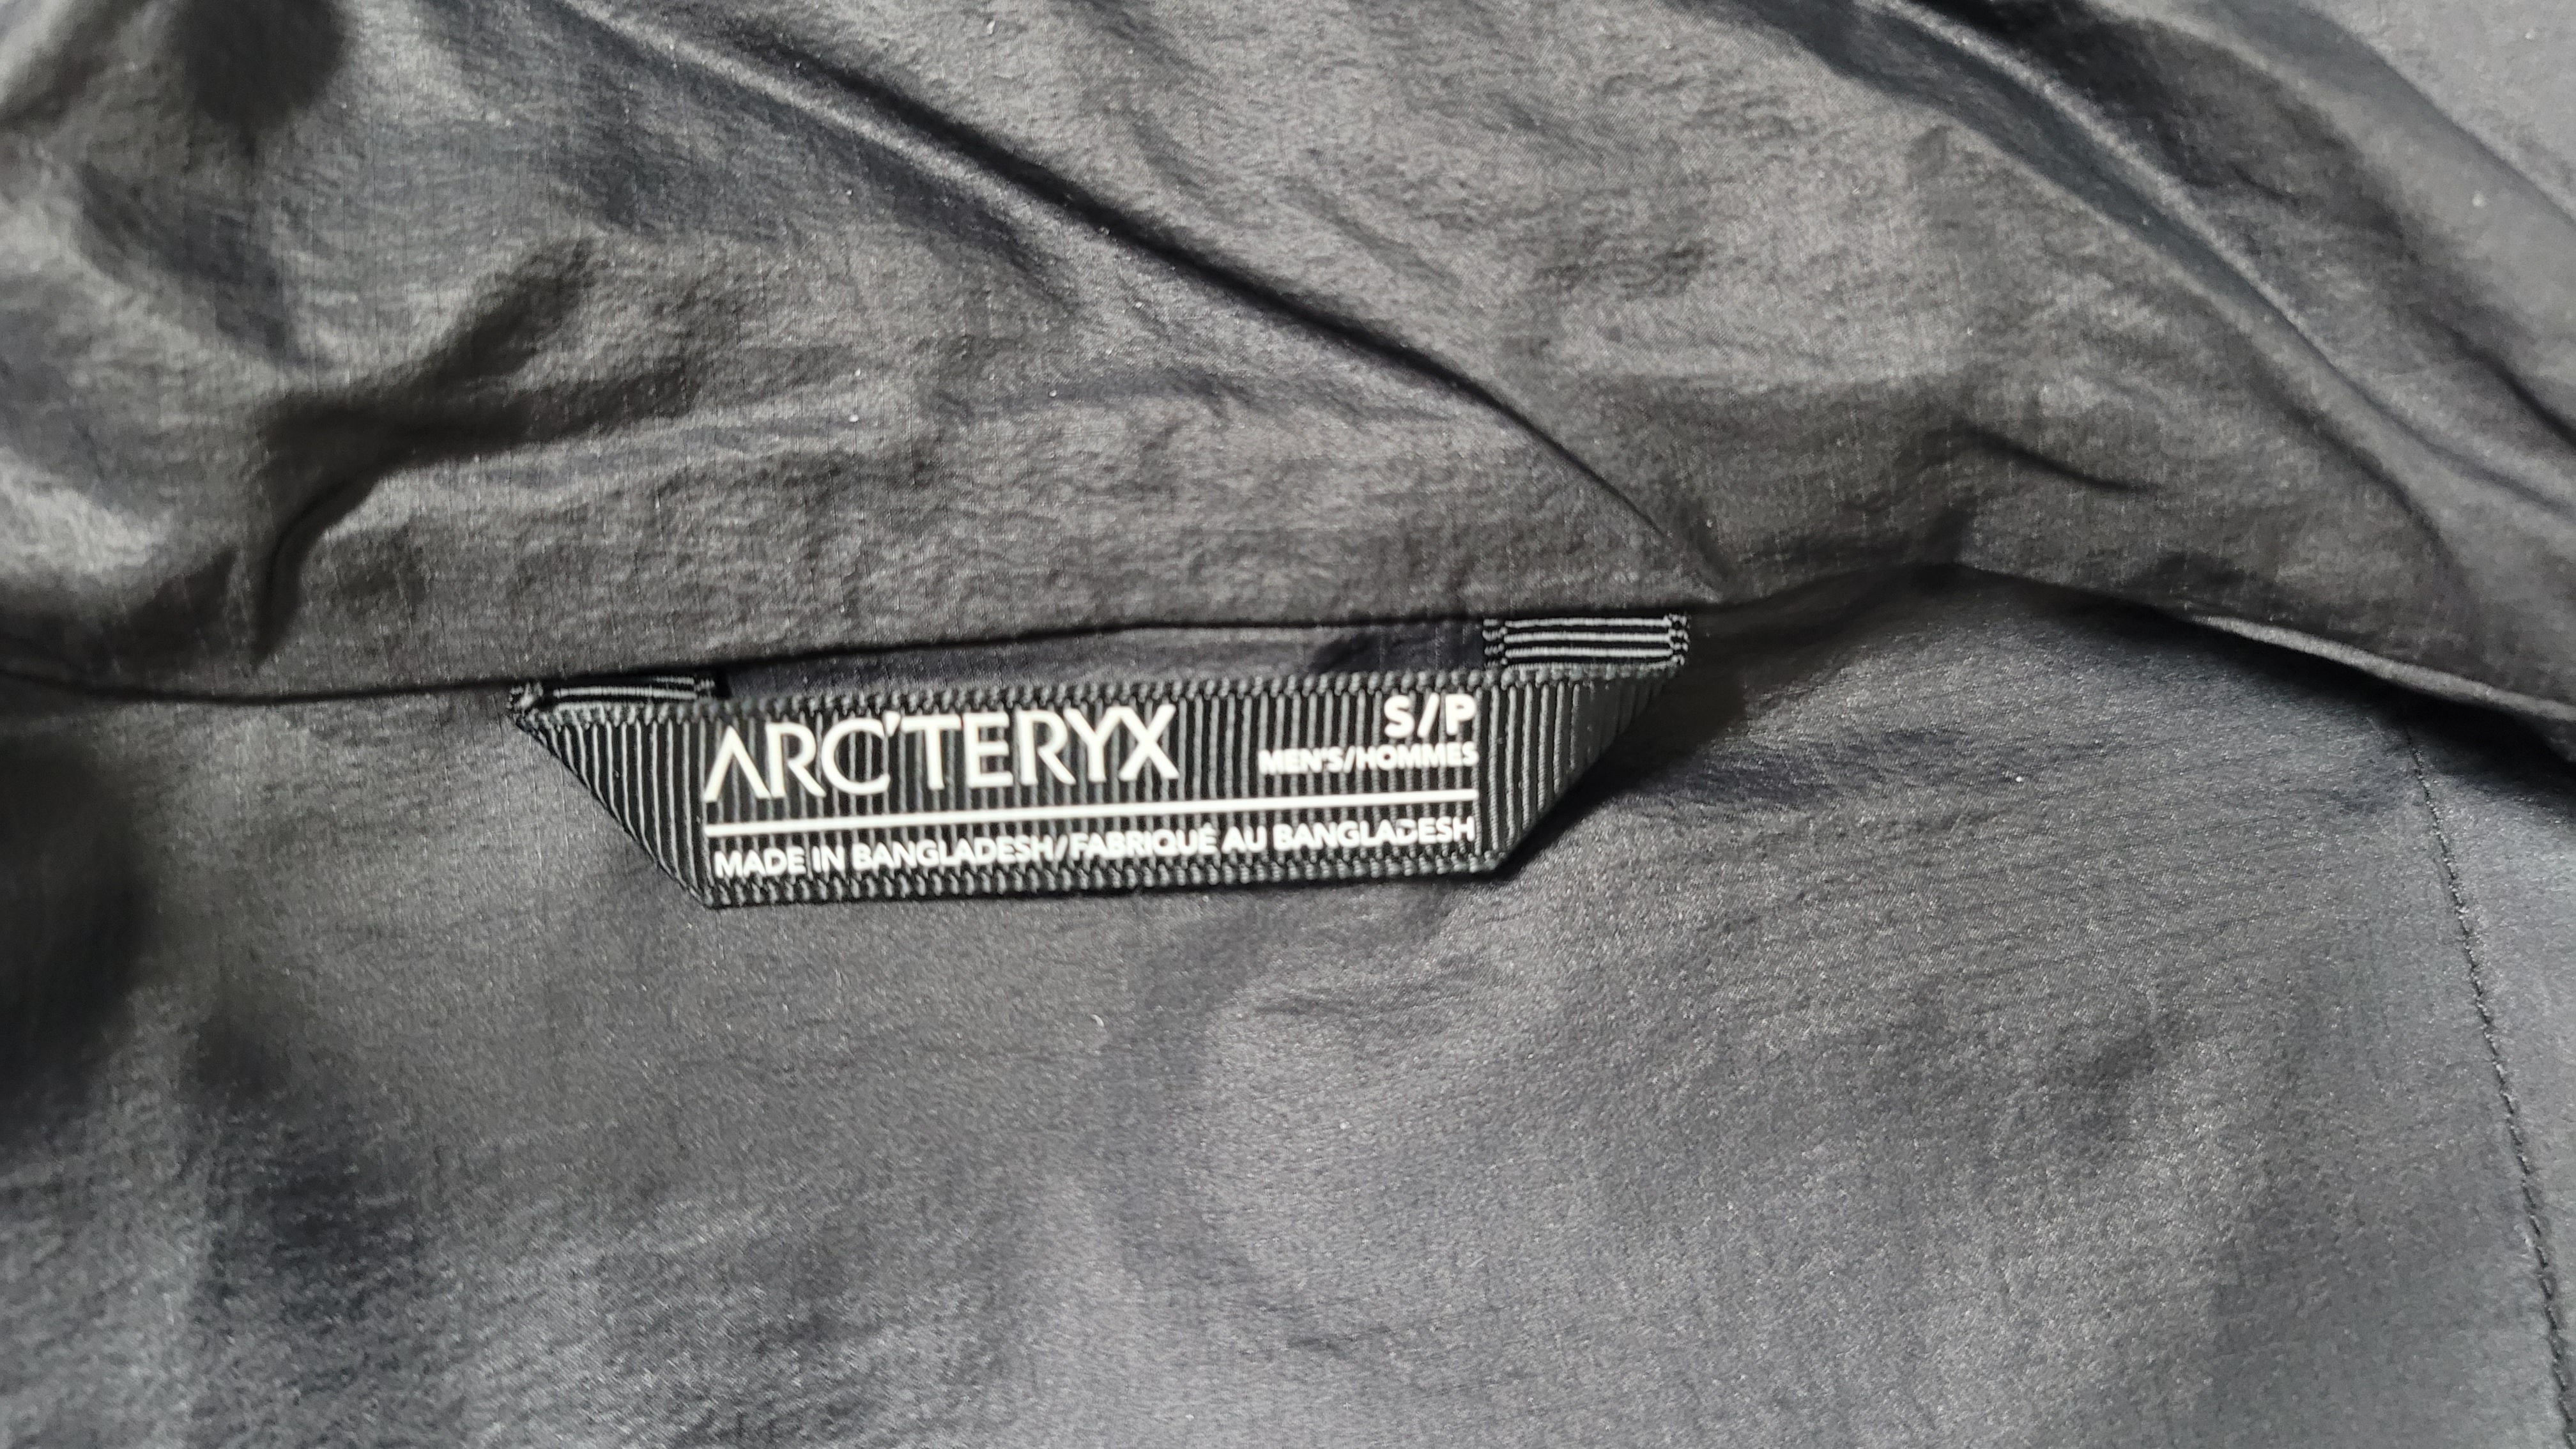 ARC'TERYX S/P
MEN'S/HOMMES
MADE IN BANGLADESH/FABRIQUÉ AU BANGLADESH